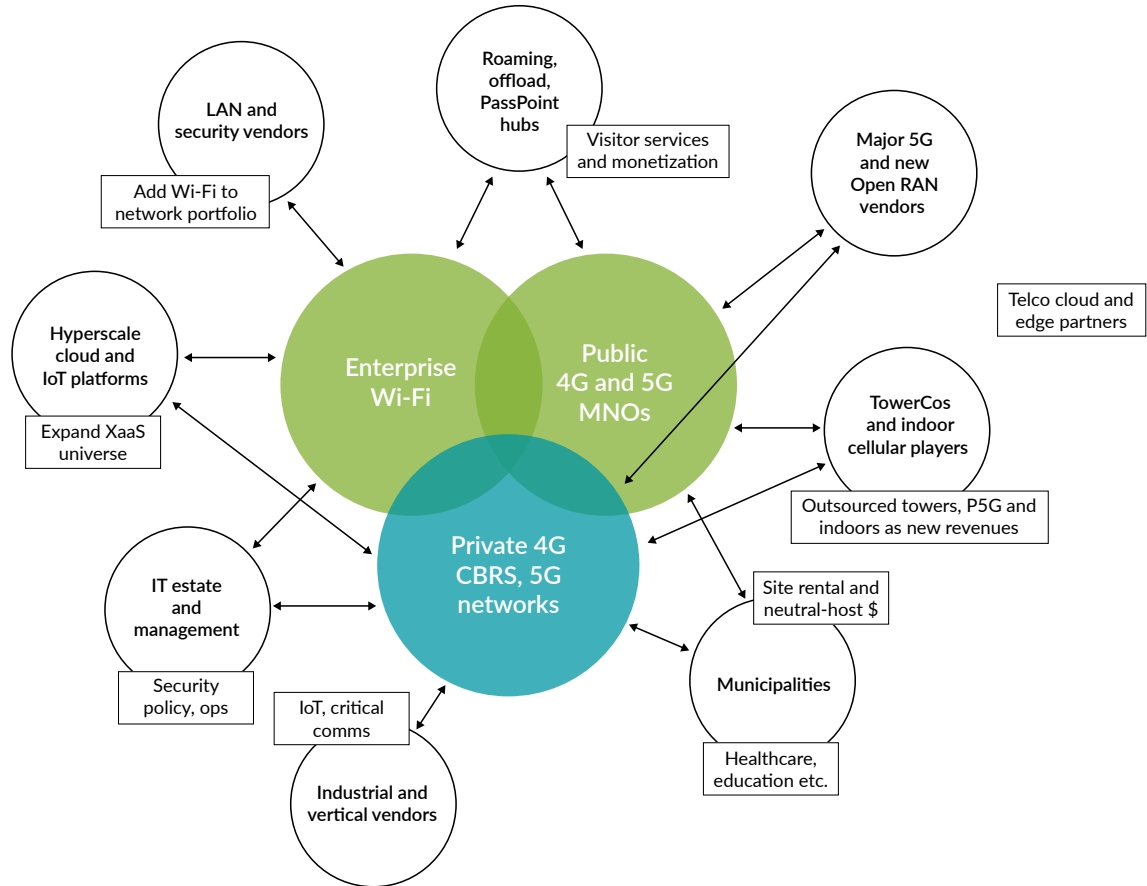 Roaming,
offload,
PassPoint
hubs
Visitor services
and monetization
LAN and
security vendors
Add Wi-Fi to
network portfolio
Major 5G
and new
Open RAN
vendors
Telco cloud and
edge partners
Hyperscale
cloud and
IoT platforms
Expand XaaS
universe
Enterprise
Wi-Fi
Public
4G and 5G
MNOs
TowerCos
and indoor
cellular players
Outsourced towers, P5G and
indoors as new revenues
Private 4G
CBRS, 5G
networks
IT estate
and
management
Security
policy, ops
Site rental and
neutral-host $
Municipalities
Healthcare,
education etc.
IoT, critical
comms
Industrial and
vertical vendors